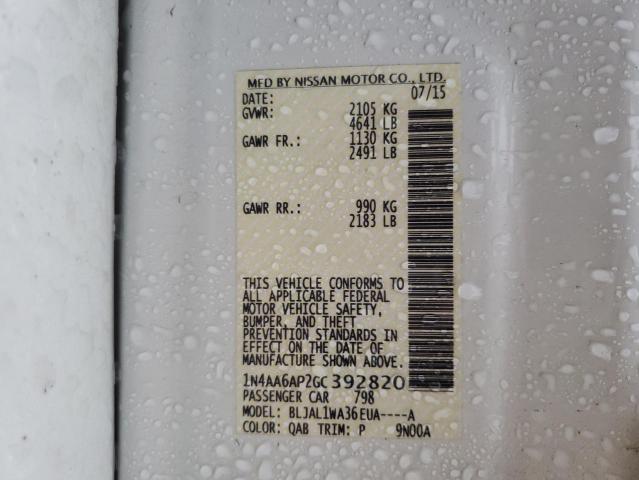 MFD BY NISSAN MOTOR CO., LTD.
DATE: 07/15
GVWR: 2105 KG
4641 LB
GAWR FR.: 1130 KG
2491 LB
GAWR RR.: 990 KG
2183 LB
THIS VEHICLE CONFORMS TO
ALL APPLICABLE FEDERAL
MOTOR VEHICLE SAFETY,
BUMPER, AND THEFT
PREVENTION STANDARDS IN
EFFECT ON THE DATE OF
MANUFACTURE SHOWN ABOVE.
1N4AA6AP2GC392820
PASSENGER CAR 798
MODEL: BLJAL1WA36EUA----A
COLOR: QAB TRIM: P 9N00A